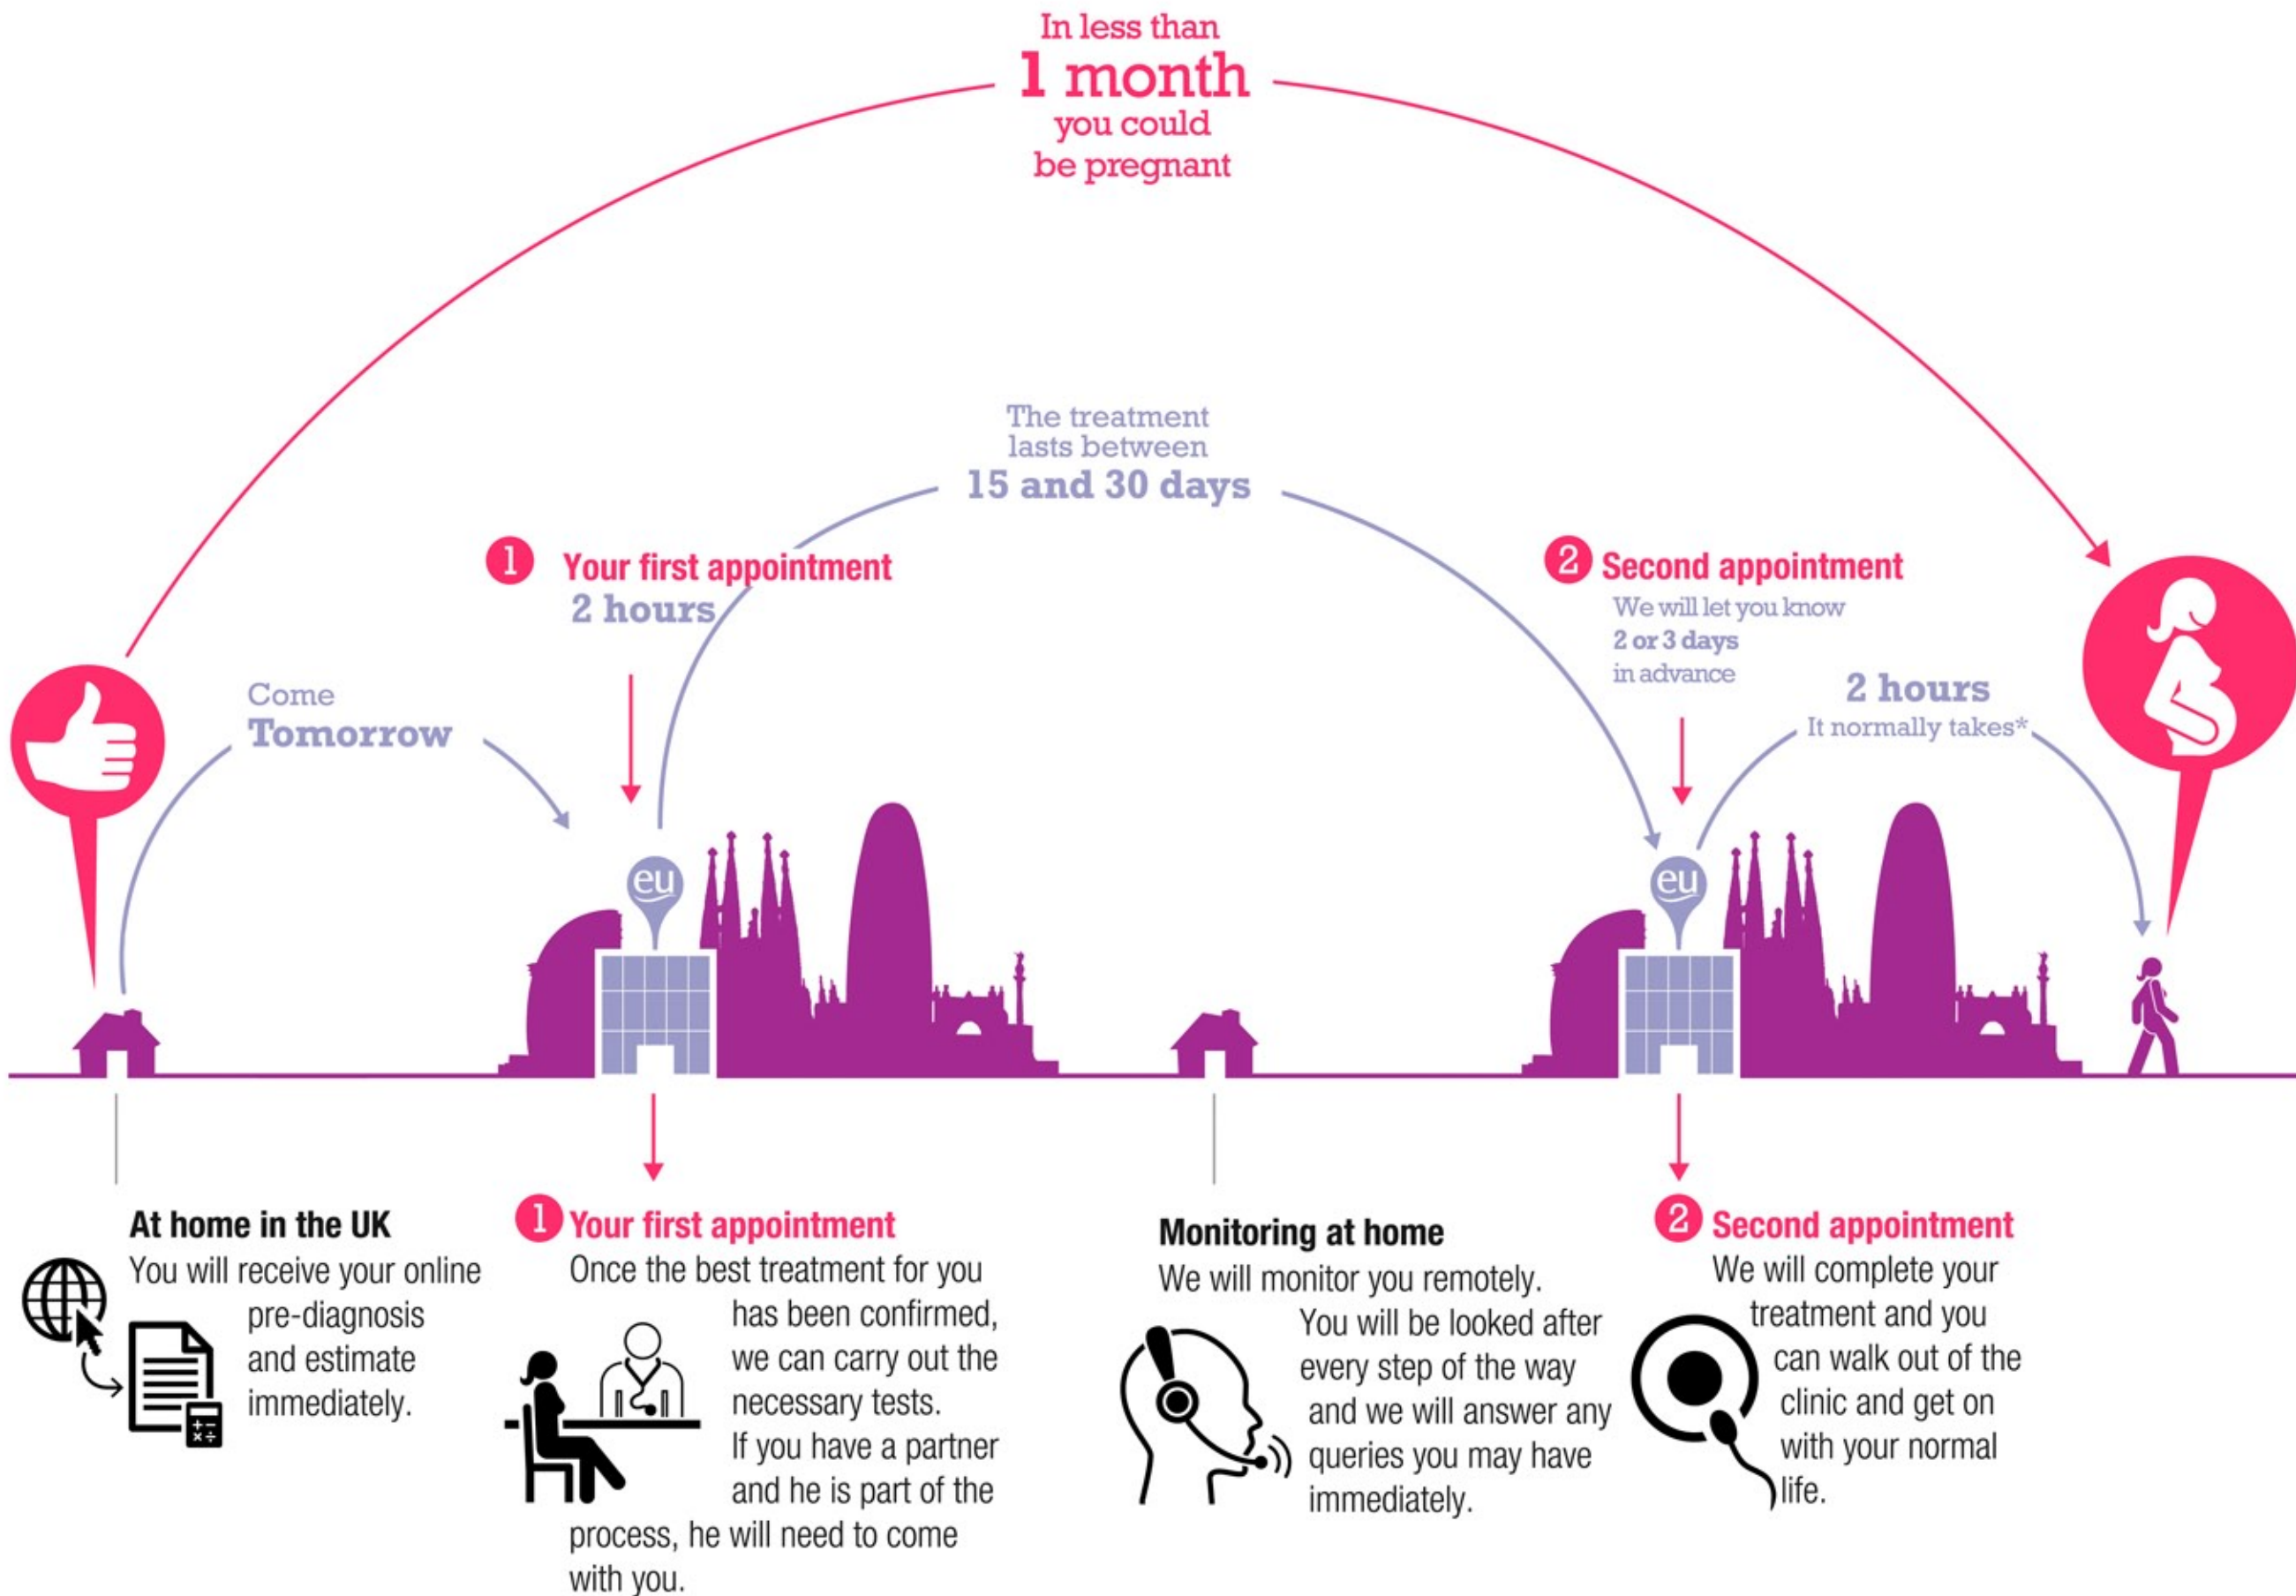 In less than
1 month
you could
be pregnant
The treatment
lasts between
15 and 30 days
1 Your first appointment
2 hours
2 Second appointment
We will let you know
2 or 3 days
in advance
Come
Tomorrow
2 hours
It normally takes*
eu
eu
At home in the UK
You will receive your online
pre-diagnosis
and estimate
immediately.
1 Your first appointment
Once the best treatment for you
has been confirmed,
we can carry out the
necessary tests.
If you have a partner
and he is part of the
process, he will need to come
with you.
Monitoring at home
We will monitor you remotely.
You will be looked after
every step of the way
and we will answer any
queries you may have
immediately.
2 Second appointment
We will complete your
treatment and you
can walk out of the
clinic and get on
with your normal
life.